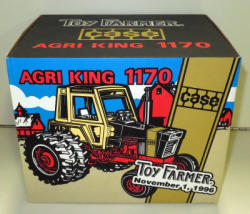 TOY FARMER
CASE
AGRI KING 1170
AGRI KING 1170
CASE
TOY FARMER
November 1, 1996